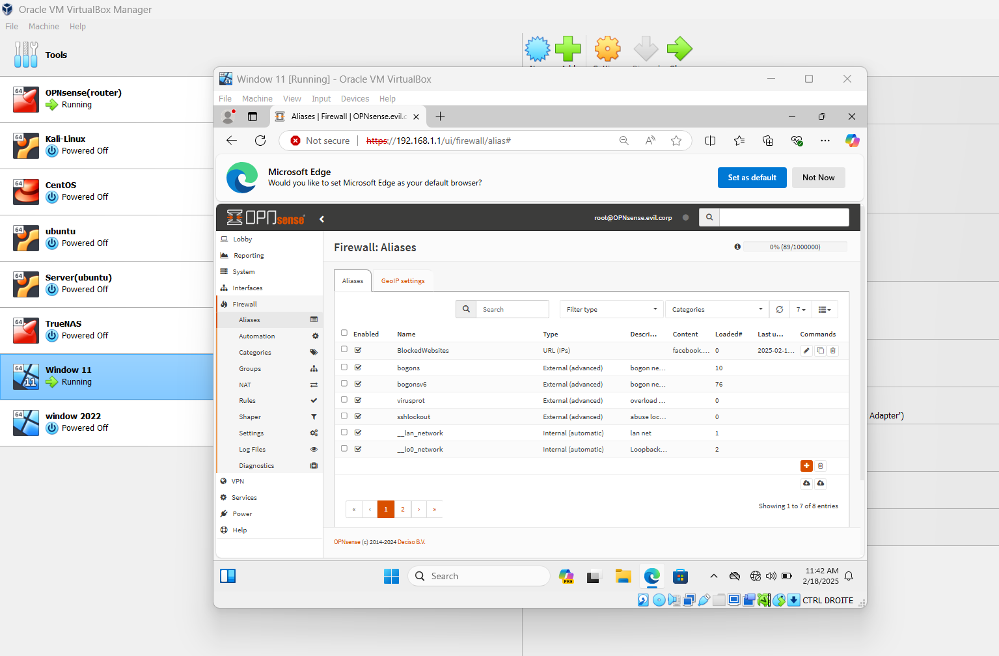 Oracle VM VirtualBox Manager
File Machine Help
Tools
64
OPNsense(router)
Running
64
Kali-Linux
Powered Off
64
CentOS
Powered Off
64
ubuntu
Powered Off
64
Server(ubuntu)
Powered Off
64
TrueNAS
Powered Off
64
11
Window 11
Running
64
window 2022
Powered Off
Adapter')
Window 11 [Running] - Oracle VM VirtualBox
File Machine View Input Devices Help
Aliases | Firewall | OPNsense.evil.c
Not secure https://192.168.1.1/ui/firewall/alias#
Microsoft Edge
Would you like to set Microsoft Edge as your default browser?
Set as default
Not Now
OPNsense
root@OPNsense.evil.corp
Lobby
Reporting
System
Interfaces
Firewall
Aliases
Automation
Categories
Groups
NAT
Rules
Shaper
Settings
Log Files
Diagnostics
VPN
Services
Power
Help
Firewall: Aliases
0% (89/1000000)
Aliases
GeoIP settings
Search
Filter type
Categories
7
Enabled Name Type Descri... Content Loaded# Last u... Commands
BlockedWebsites URL (IPs) facebook.... 0 2025-02-1...
bogons External (advanced) bogon ne... 10
bogonsv6 External (advanced) bogon ne... 76
virusprot External (advanced) overload ... 0
sshlockout External (advanced) abuse loc... 0
__lan_network Internal (automatic) lan net 1
__lo0_network Internal (automatic) Loopback... 2
« ‹ 1 2 › »
Showing 1 to 7 of 8 entries
OPNsense (c) 2014-2024 Deciso B.V.
Search
PRE
11:42 AM
2/18/2025
CTRL DROITE